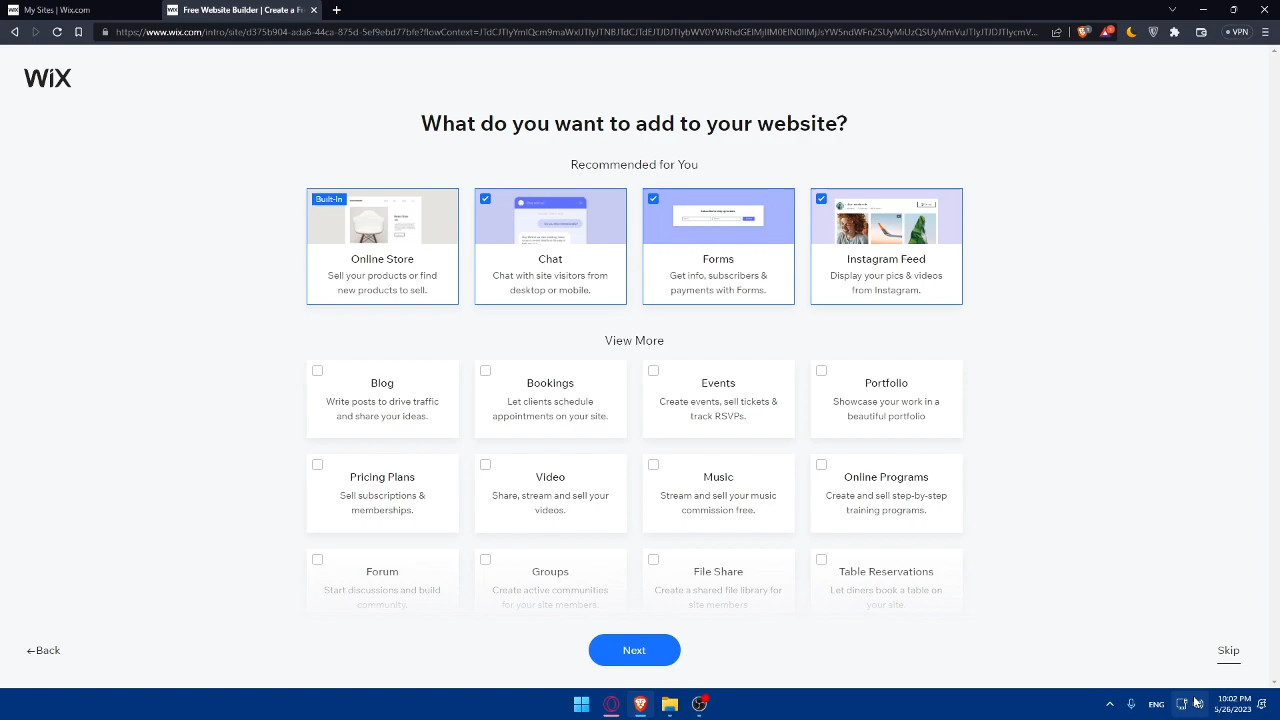 My Sites | Wix.com
Free Website Builder | Create a Fr
WiX
What do you want to add to your website?
Recommended for You
Built-In
Online Store
Sell your products or find
new products to sell.
Chat
Chat with site visitors from
desktop or mobile.
Forms
Get info, subscribers &
payments with Forms.
Instagram Feed
Display your pics & videos
from Instagram.
View More
Blog
Write posts to drive traffic
and share your ideas.
Bookings
Let clients schedule
appointments on your site.
Events
Create events, sell tickets &
track RSVPs.
Portfolio
Showcase your work in a
beautiful portfolio
Pricing Plans
Sell subscriptions &
memberships.
Video
Share, stream and sell your
videos.
Music
Stream and sell your music
commission free.
Online Programs
Create and sell step-by-step
training programs.
Forum
Start discussions and build
community.
Groups
Create active communities
for your site members.
File Share
Create a shared file library for
site members
Table Reservations
Let diners book a table on
your site.
←Back
Next
Skip
VPN
ENG
10:02 PM
5/26/2023